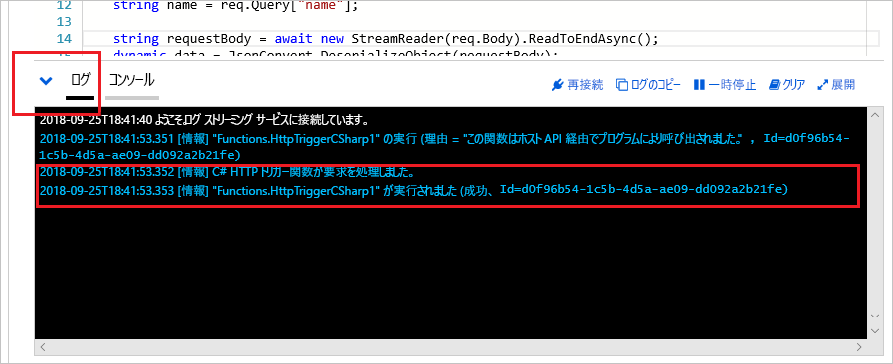 12 string name = req.Query["name"];
13
14 string requestBody = await new StreamReader(req.Body).ReadToEndAsync();
15 dynamic data = JsonConvert.DeserializeObject(requestBody);
ログ コンソール 再接続 ログのコピー 一時停止 クリア 展開
2018-09-25T18:41:40 ようこそログ ストリーミング サービスに接続しています。
2018-09-25T18:41:53.351 [情報] "Functions.HttpTriggerCSharp1" の実行 (理由 = "この関数はホスト API 経由でプログラムにより呼び出されました。" , Id=d0f96b54-
1c5b-4d5a-ae09-dd092a2b21fe)
2018-09-25T18:41:53.352 [情報] C# HTTP トリガー関数が要求を処理しました。
2018-09-25T18:41:53.353 [情報] "Functions.HttpTriggerCSharp1" が実行されました (成功、Id=d0f96b54-1c5b-4d5a-ae09-dd092a2b21fe)